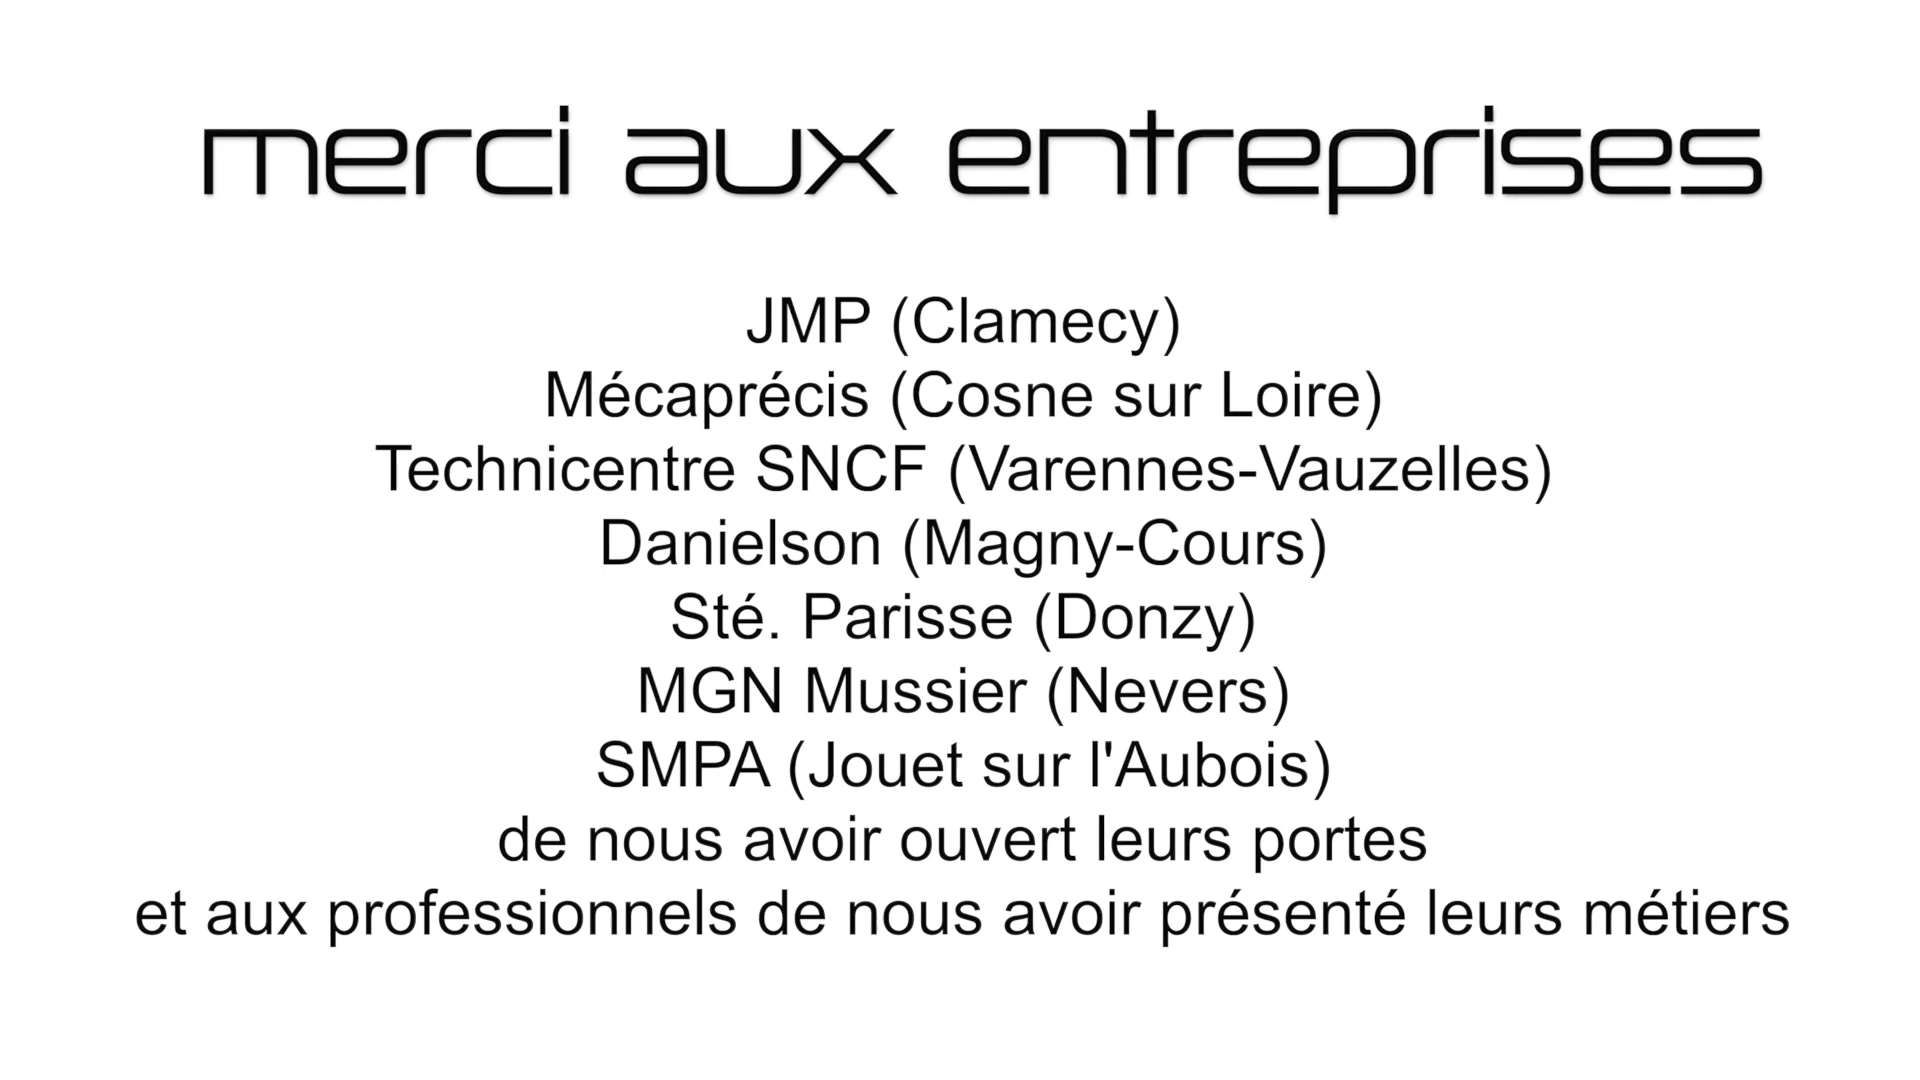 merci aux entreprises
JMP (Clamecy)
Mécaprécis (Cosne sur Loire)
Technicentre SNCF (Varennes-Vauzelles)
Danielson (Magny-Cours)
Sté. Parisse (Donzy)
MGN Mussier (Nevers)
SMPA (Jouet sur l'Aubois)
de nous avoir ouvert leurs portes
et aux professionnels de nous avoir présenté leurs métiers